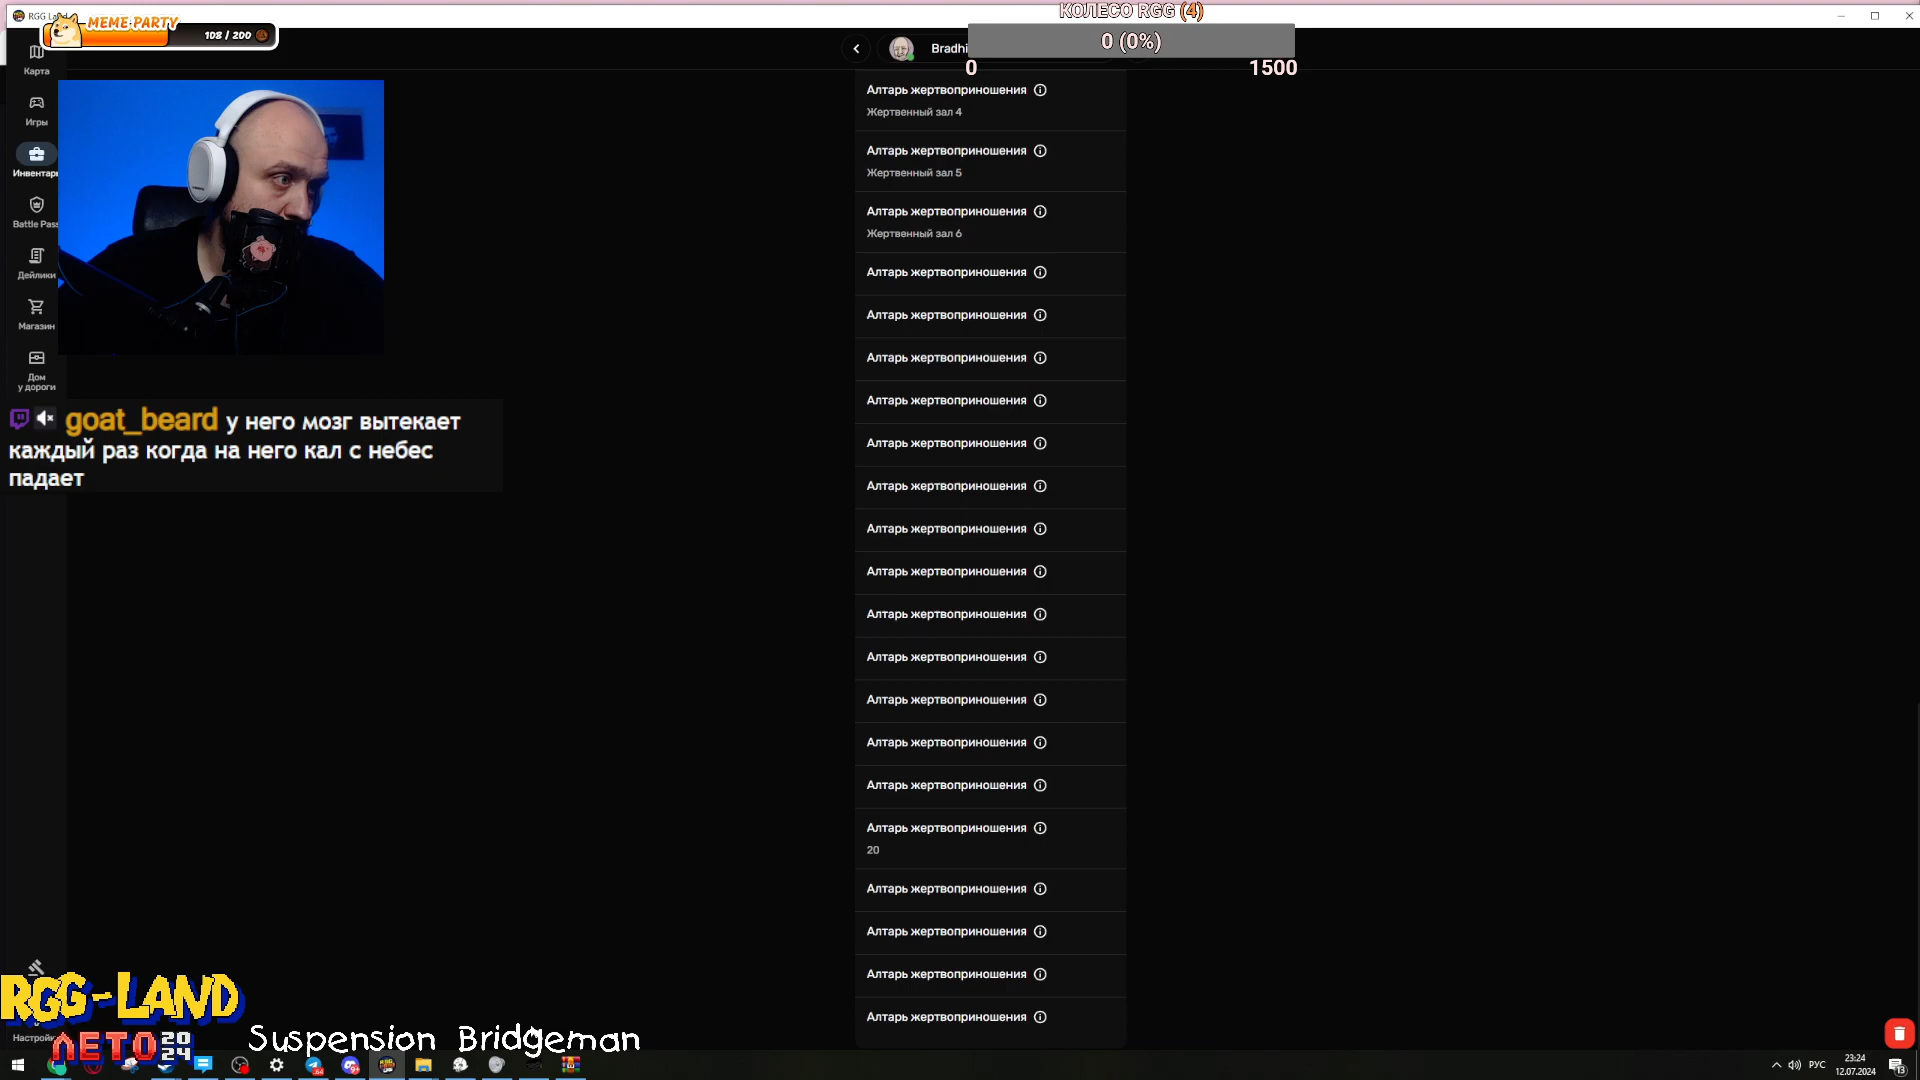 RGG Land
MEME PARTY
108 / 200
КОЛЕСО RGG (4)
0 (0%)
0
1500
Bradhi
Карта
Игры
Инвентарь
Battle Pass
Дейлики
Магазин
Дом
у дороги
goat_beard у него мозг вытекает
каждый раз когда на него кал с небес
падает
Алтарь жертвоприношения
Жертвенный зал 4
Алтарь жертвоприношения
Жертвенный зал 5
Алтарь жертвоприношения
Жертвенный зал 6
Алтарь жертвоприношения
Алтарь жертвоприношения
Алтарь жертвоприношения
Алтарь жертвоприношения
Алтарь жертвоприношения
Алтарь жертвоприношения
Алтарь жертвоприношения
Алтарь жертвоприношения
Алтарь жертвоприношения
Алтарь жертвоприношения
Алтарь жертвоприношения
Алтарь жертвоприношения
Алтарь жертвоприношения
Алтарь жертвоприношения
20
Алтарь жертвоприношения
Алтарь жертвоприношения
Алтарь жертвоприношения
Алтарь жертвоприношения
RGG-LAND
ЛЕТО 2024
Suspension Bridgeman
РУС
23:24
12.07.2024
13